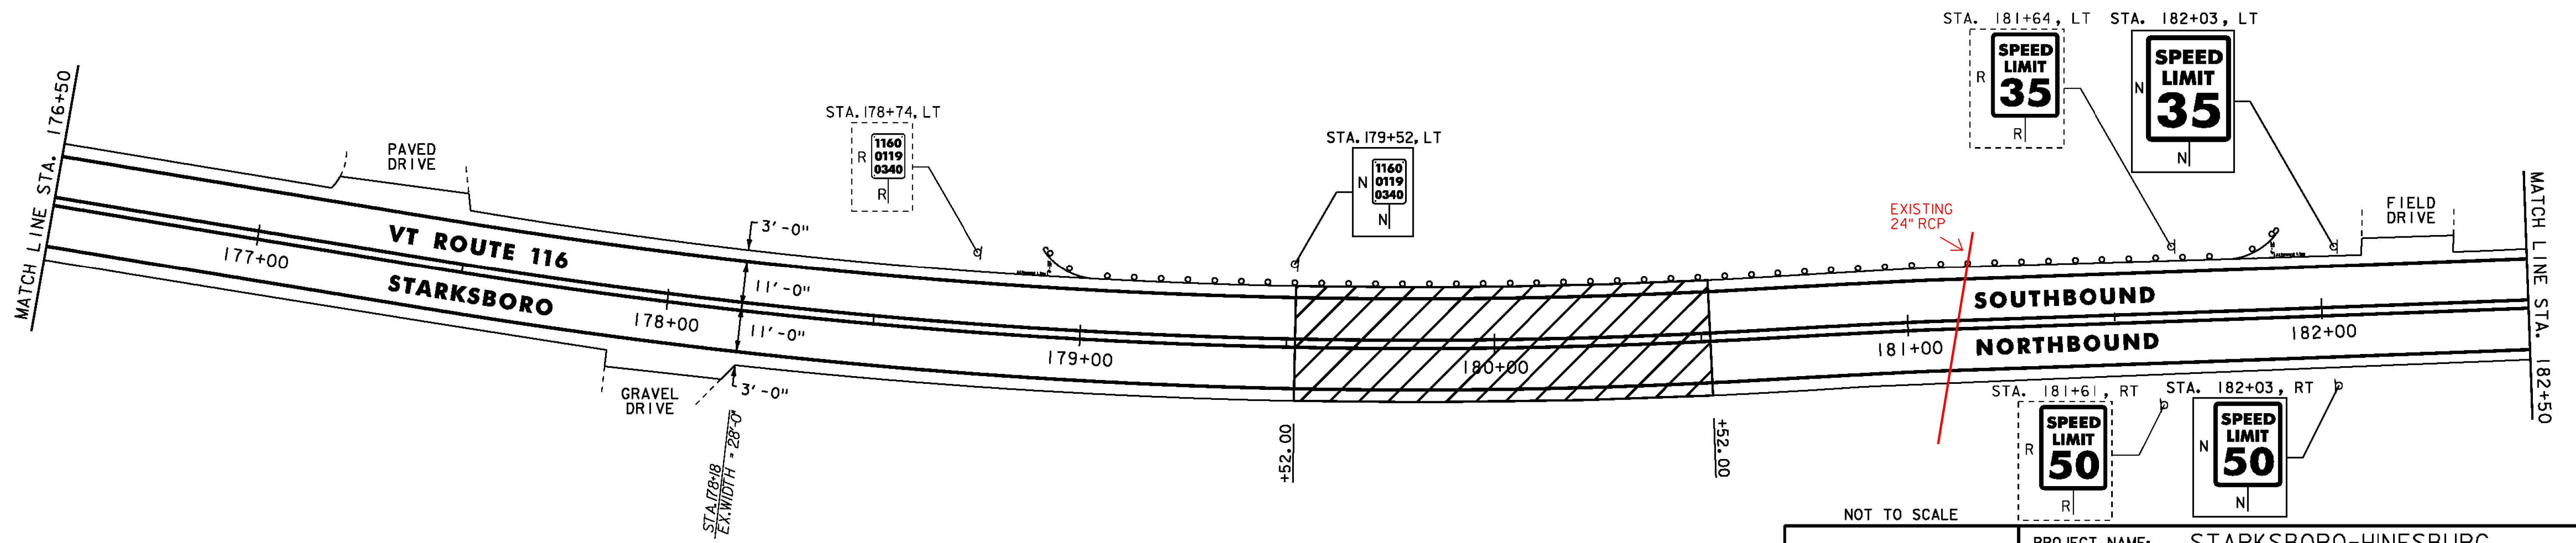 STA. 181+64, LT STA. 182+03, LT
SPEED
LIMIT
35
R
R
SPEED
LIMIT
35
N
N
MATCH LINE STA. 176+50
PAVED
DRIVE
STA. 178+74, LT
1160
0119
0340
R
R
STA. 179+52, LT
1160
0119
0340
N
N
EXISTING
24" RCP
FIELD
DRIVE
MATCH LINE STA. 182+50
3'-0"
11'-0"
11'-0"
3'-0"
VT ROUTE 116
STARKSBORO
177+00
178+00
179+00
180+00
181+00
182+00
SOUTHBOUND
NORTHBOUND
GRAVEL
DRIVE
STA. 178+18
EX. WIDTH = 28'-0"
+52.00
+52.00
STA. 181+61, RT STA. 182+03, RT
SPEED
LIMIT
50
R
R
SPEED
LIMIT
50
N
N
NOT TO SCALE
PROJECT NAME: STARKSBORO-HINESBURG